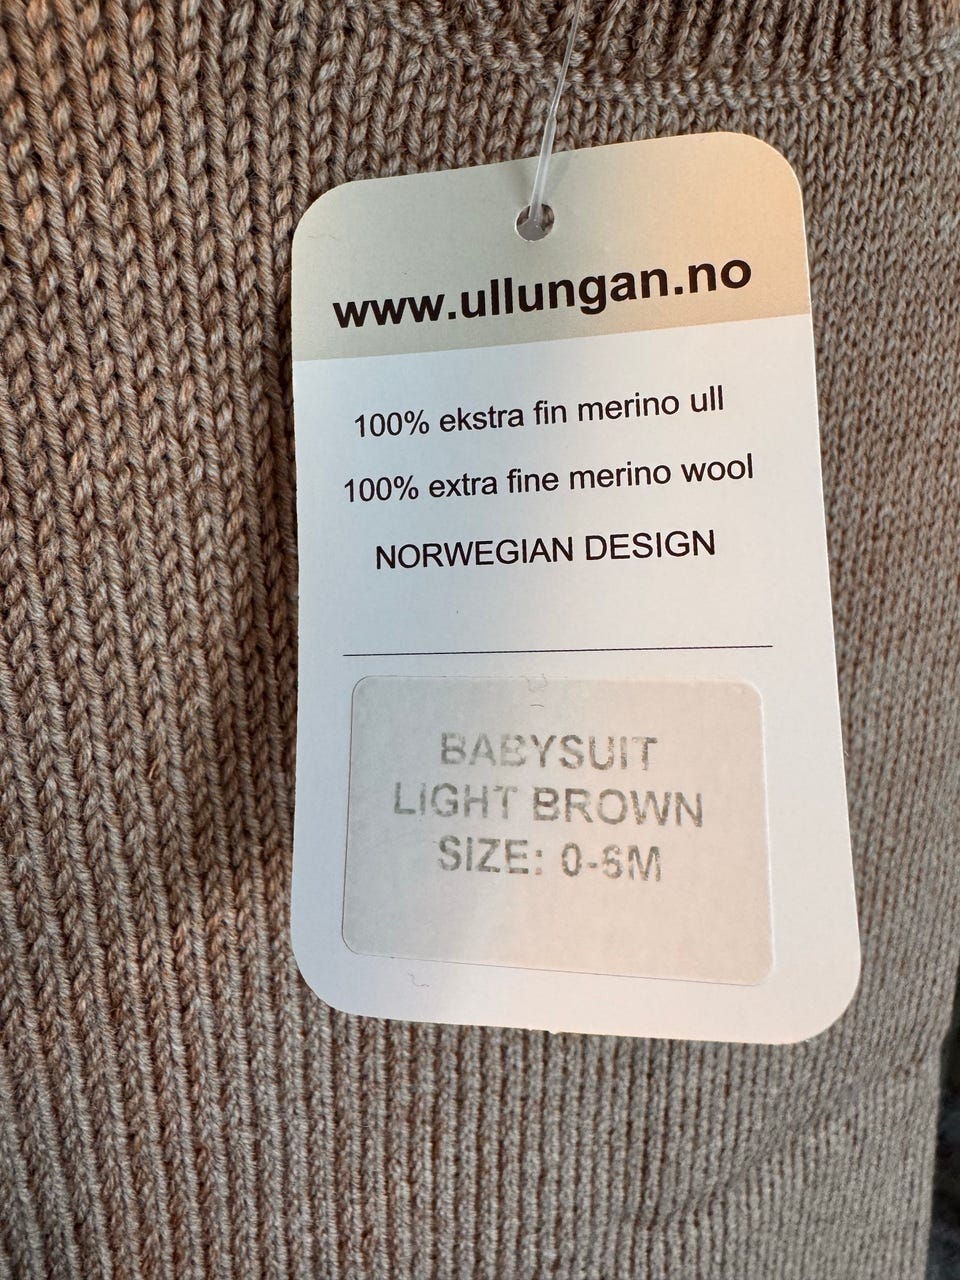 www.ullungan.no
100% ekstra fin merino ull
100% extra fine merino wool
NORWEGIAN DESIGN
BABYSUIT
LIGHT BROWN
SIZE: 0-6M